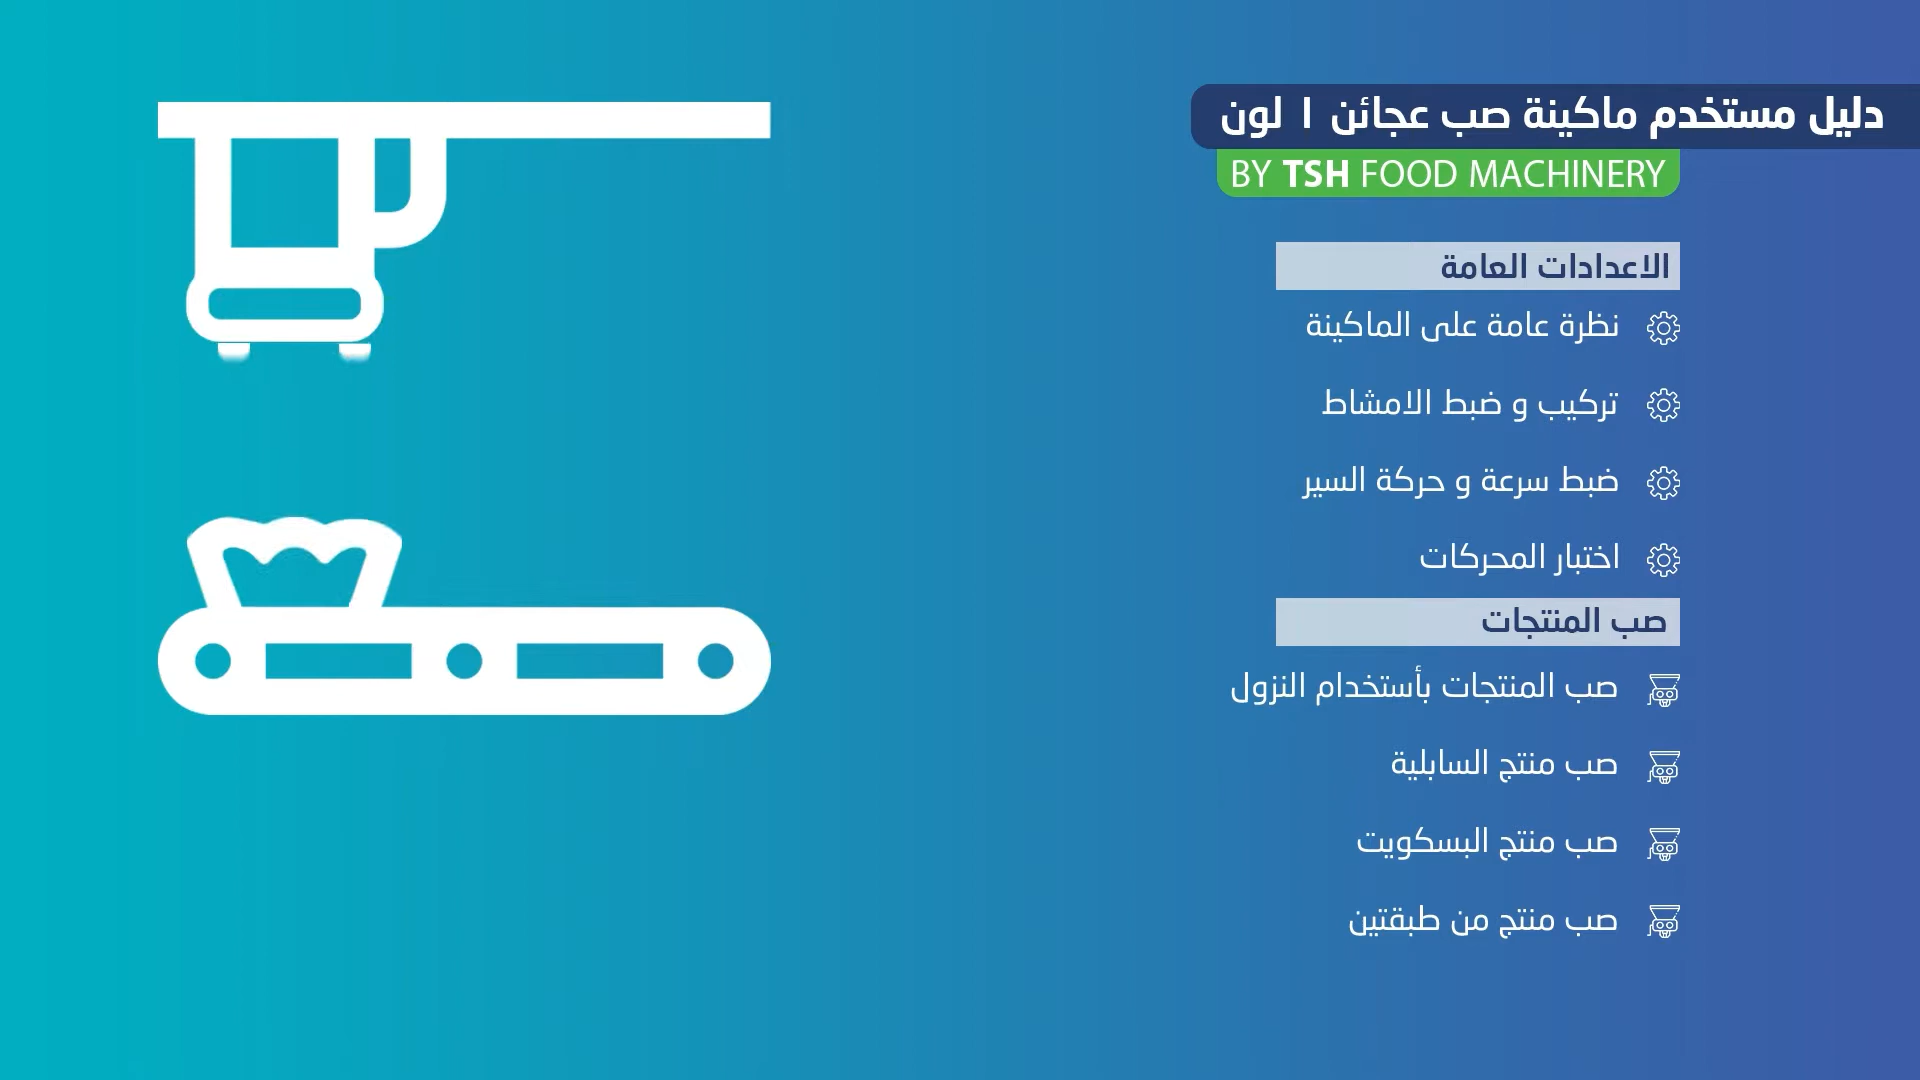 دليل مستخدم ماكينة صب عجائن ١ لون
BY TSH FOOD MACHINERY
الاعدادات العامة
نظرة عامة على الماكينة
تركيب و ضبط الامشاط
ضبط سرعة و حركة السير
اختبار المحركات
صب المنتجات
صب المنتجات بأستخدام النزول
صب منتج السابلية
صب منتج البسكويت
صب منتج من طبقتين